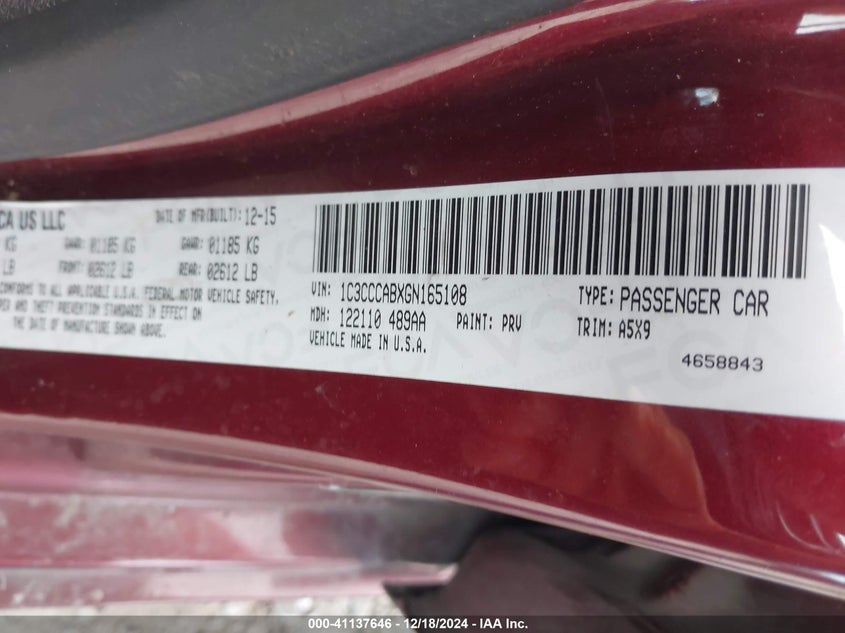 CA US LLC DATE OF MFR(BUILT): 12-15
KG GAWR: 01185 KG GAWR: 01185 KG
LB FRONT: 02612 LB REAR: 02612 LB
CONFORMS TO ALL APPLICABLE U.S.A. FEDERAL MOTOR VEHICLE SAFETY,
PER AND THEFT PREVENTION STANDARDS IN EFFECT ON
THE DATE OF MANUFACTURE SHOWN ABOVE.
VIN: 1C3CCCABXGN165108 TYPE: PASSENGER CAR
MDH: 122110 489AA PAINT: PRV TRIM: A5X9
VEHICLE MADE IN U.S.A.
4658843
000-41137646 - 12/18/2024 - IAA Inc.